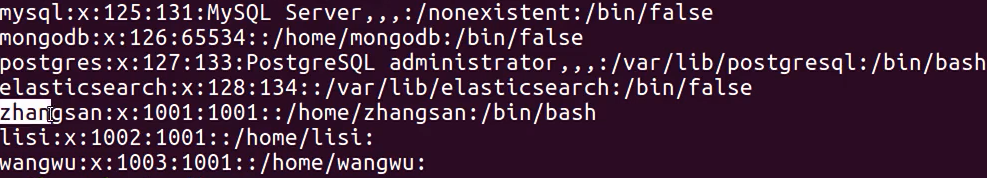 mysql:x:125:131:MySQL Server,,,:/nonexistent:/bin/false
mongodb:x:126:65534::/home/mongodb:/bin/false
postgres:x:127:133:PostgreSQL administrator,,,:/var/lib/postgresql:/bin/bash
elasticsearch:x:128:134::/var/lib/elasticsearch:/bin/false
zhangsan:x:1001:1001::/home/zhangsan:/bin/bash
lisi:x:1002:1001::/home/lisi:
wangwu:x:1003:1001::/home/wangwu: